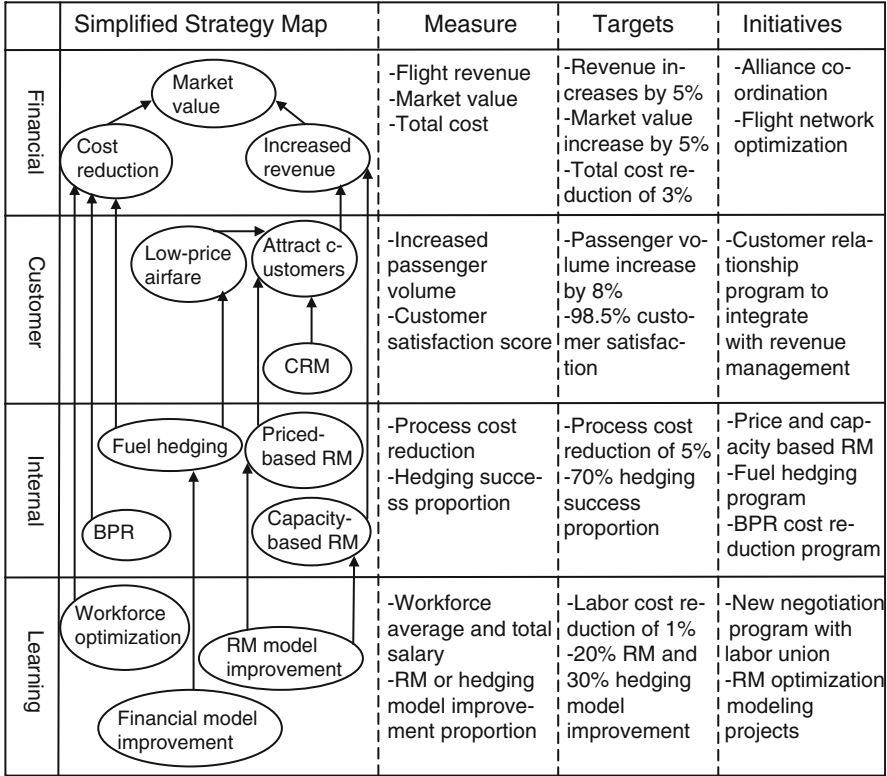 Simplified Strategy Map
Measure
Targets
Initiatives
Financial
Market
value
Cost
reduction
Increased
revenue
-Flight revenue
-Market value
-Total cost
-Revenue in-
creases by 5%
-Market value
increase by 5%
-Total cost re-
duction of 3%
-Alliance co-
ordination
-Flight network
optimization
Customer
Low-price
airfare
Attract c-
ustomers
CRM
-Increased
passenger
volume
-Customer
satisfaction score
-Passenger vo-
lume increase
by 8%
-98.5% custo-
mer satisfac-
tion
-Customer rela-
tionship
program to
integrate
with revenue
management
Internal
Fuel hedging
Priced-
based RM
BPR
Capacity-
based RM
-Process cost
reduction
-Hedging succe-
ss proportion
-Process cost
reduction of 5%
-70% hedging
success
proportion
-Price and cap-
acity based RM
-Fuel hedging
program
-BPR cost re-
duction program
Learning
Workforce
optimization
RM model
improvement
Financial model
improvement
-Workforce
average and total
salary
-RM or hedging
model improve-
ment proportion
-Labor cost re-
duction of 1%
-20% RM and
30% hedging
model
improvement
-New negotiation
program with
labor union
-RM optimization
modeling
projects